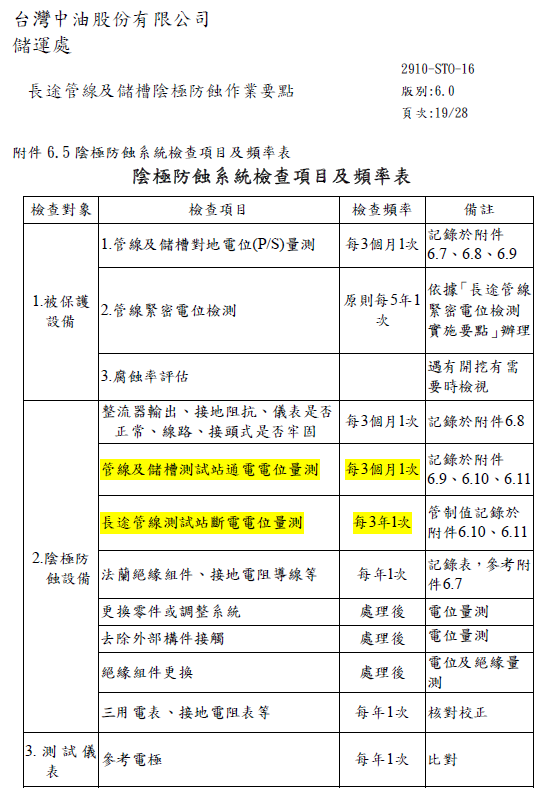 台灣中油股份有限公司
儲運處
2910-STO-16
長途管線及儲槽陰極防蝕作業要點
版別:6.0
頁次:19/28
附件 6.5 陰極防蝕系統檢查項目及頻率表
陰極防蝕系統檢查項目及頻率表
檢查對象 檢查項目 檢查頻率 備註
1.被保護
設備
1.管線及儲槽對地電位(P/S)量測 每3個月1次 記錄於附件
6.7、6.8、6.9
2.管線緊密電位檢測 原則每5年1
次
依據「長途管線
緊密電位檢測
實施要點」辦理
3.腐蝕率評估 遇有開挖有需
要時檢視
2.陰極防
蝕設備
整流器輸出、接地阻抗、儀表是否
正常、線路、接頭式是否牢固
每3個月1次 記錄於附件6.8
管線及儲槽測試站通電電位量測 每3個月1次 記錄於附件
6.9、6.10、6.11
長途管線測試站斷電電位量測 每3年1次 管制值記錄於
附件6.10、6.11
法蘭絕緣組件、接地電阻導線等 每年1次 記錄表，參考附
件6.7
更換零件或調整系統 處理後 電位量測
去除外部構件接觸 處理後 電位量測
絕緣組件更換 處理後 電位及絕緣量
測
三用電表、接地電阻表等 每年1次 核對校正
3. 測試儀
表
參考電極 每年1次 比對